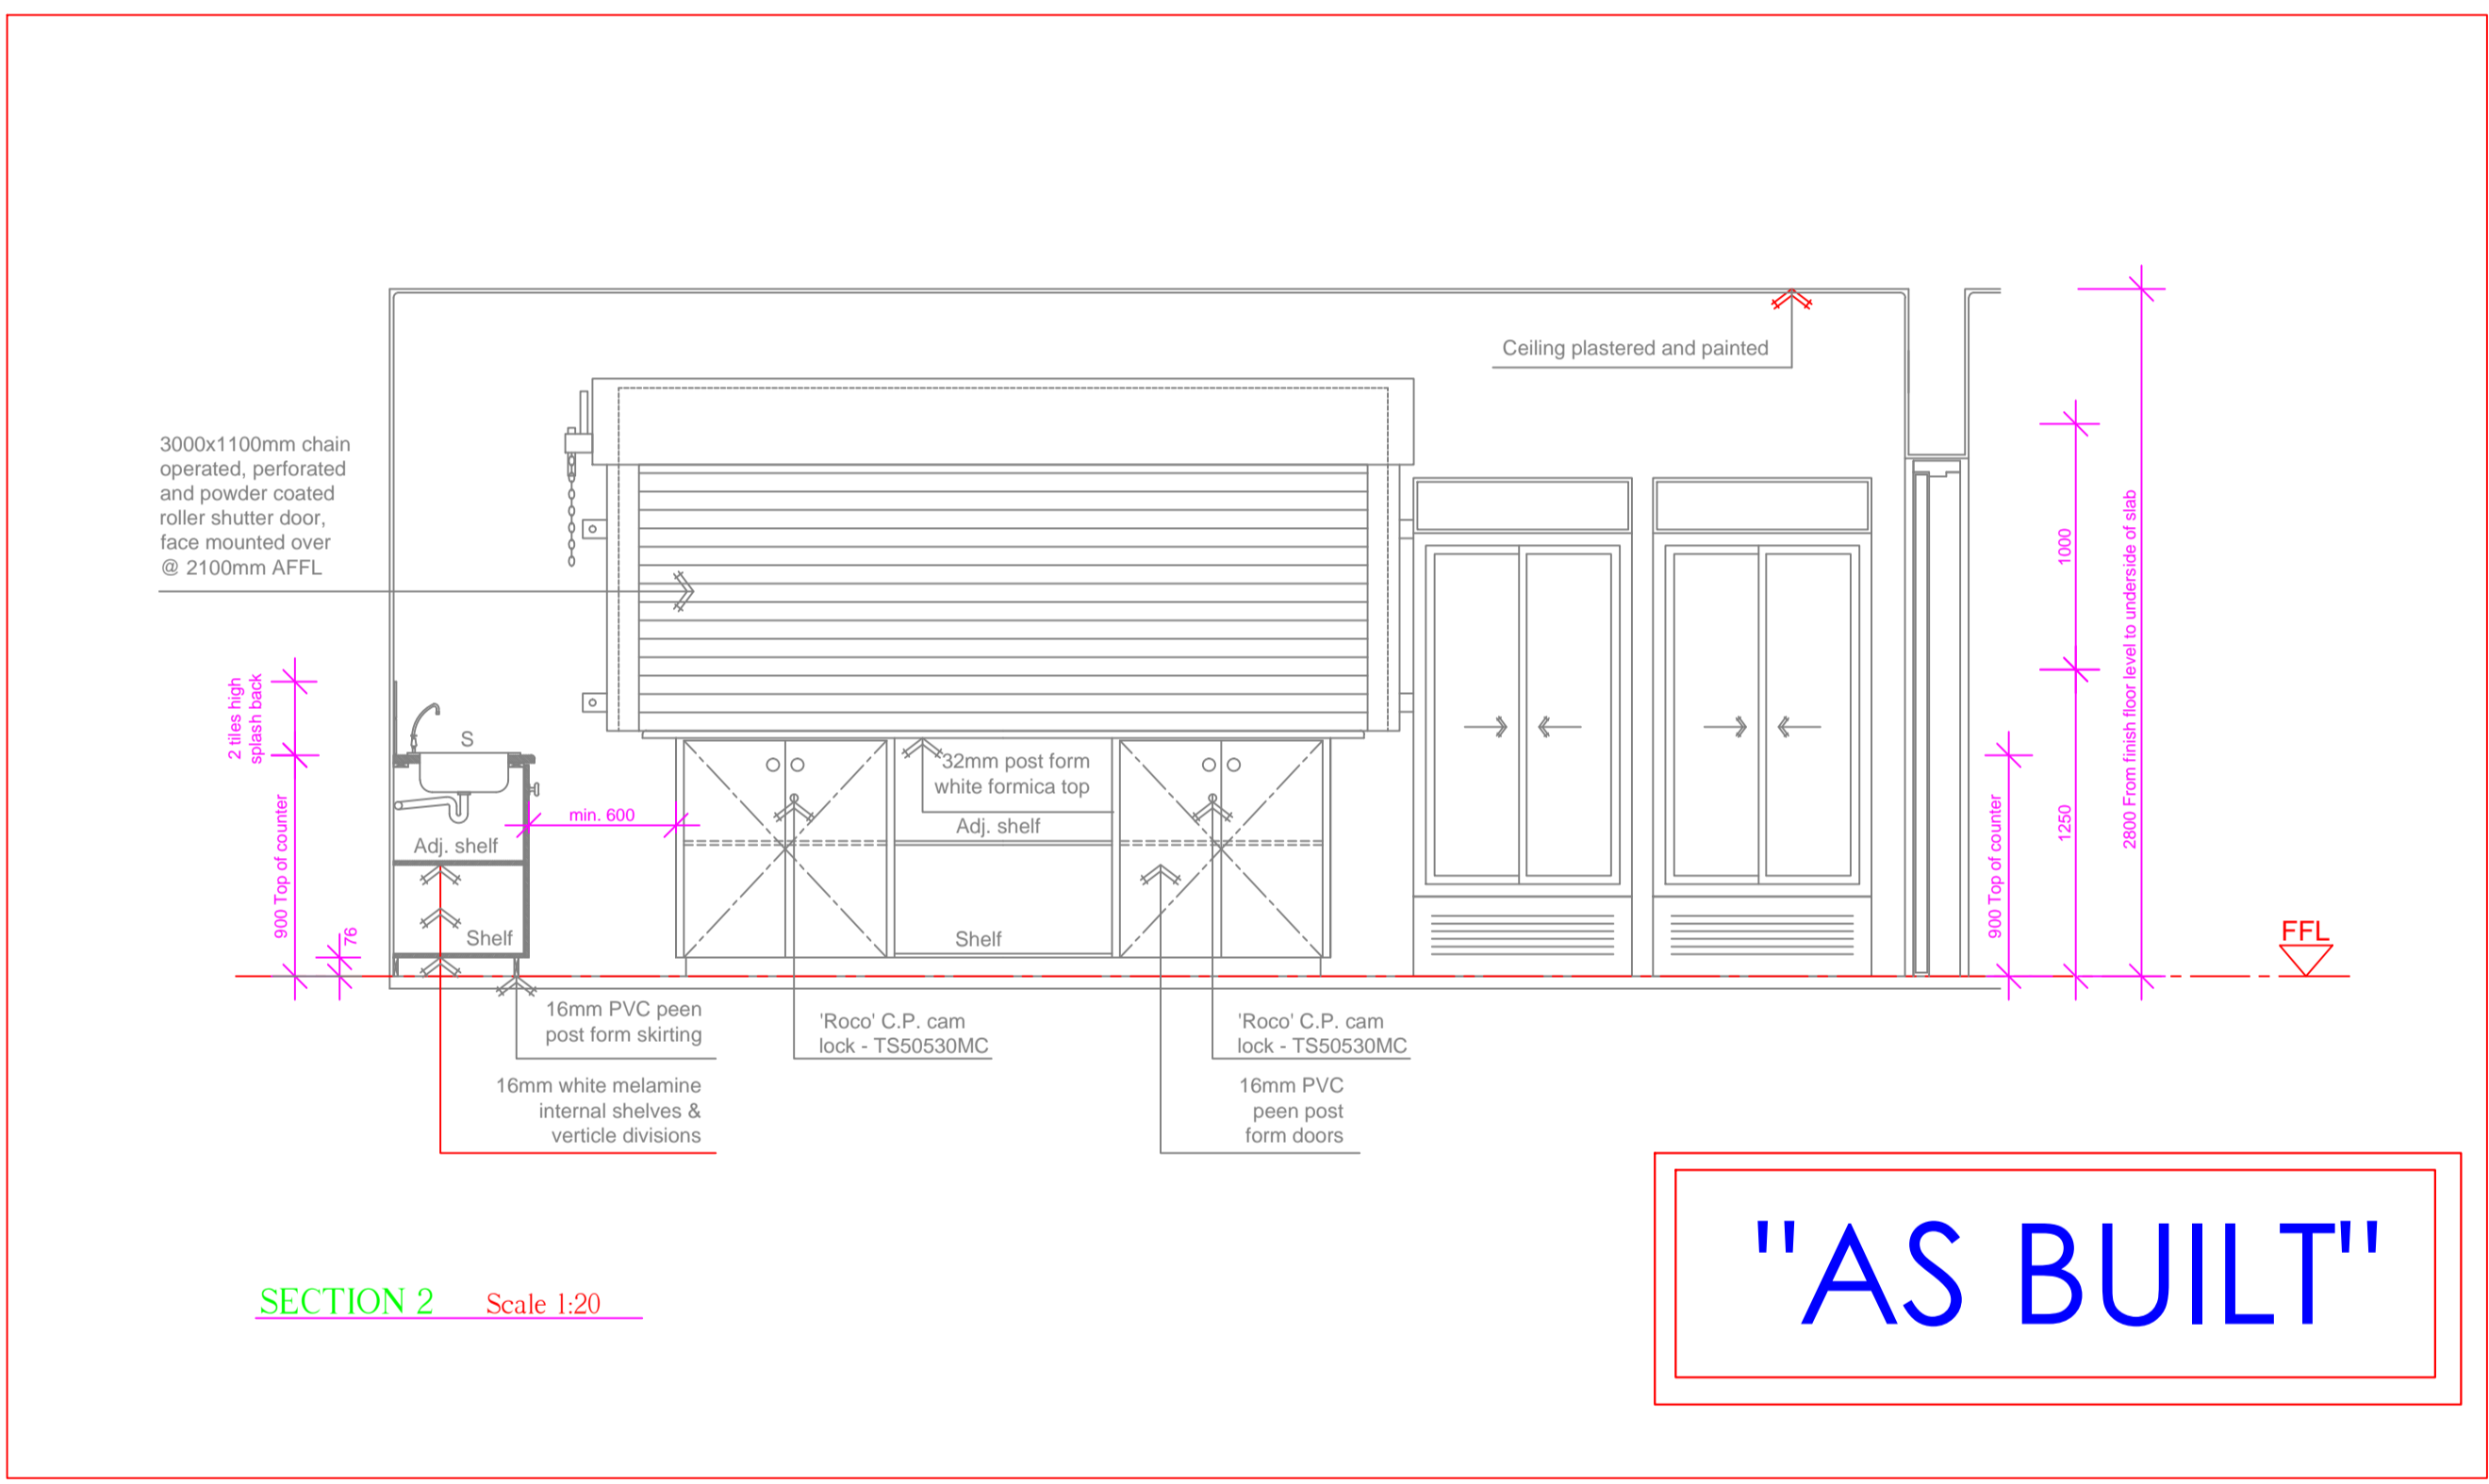 Ceiling plastered and painted
3000x1100mm chain
operated, perforated
and powder coated
roller shutter door,
face mounted over
@ 2100mm AFFL
2 tiles high
splash back
900 Top of counter
76
S
Adj. shelf
Shelf
min. 600
32mm post form
white formica top
Adj. shelf
Shelf
1000
1250
900 Top of counter
2800 From finish floor level to underside of slab
FFL
16mm PVC peen
post form skirting
16mm white melamine
internal shelves &
verticle divisions
'Roco' C.P. cam
lock - TS50530MC
'Roco' C.P. cam
lock - TS50530MC
16mm PVC
peen post
form doors
SECTION 2 Scale 1:20
"AS BUILT"